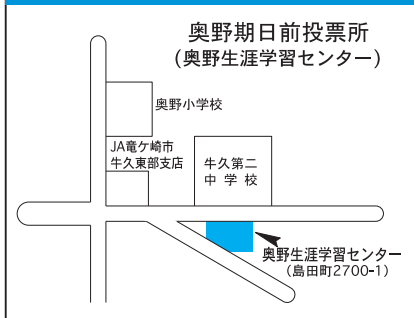 奥野期日前投票所
(奥野生涯学習センター)
奥野小学校
JA竜ケ崎市
牛久東部支店
牛久第二
中学校
奥野生涯学習センター
(島田町2700-1)